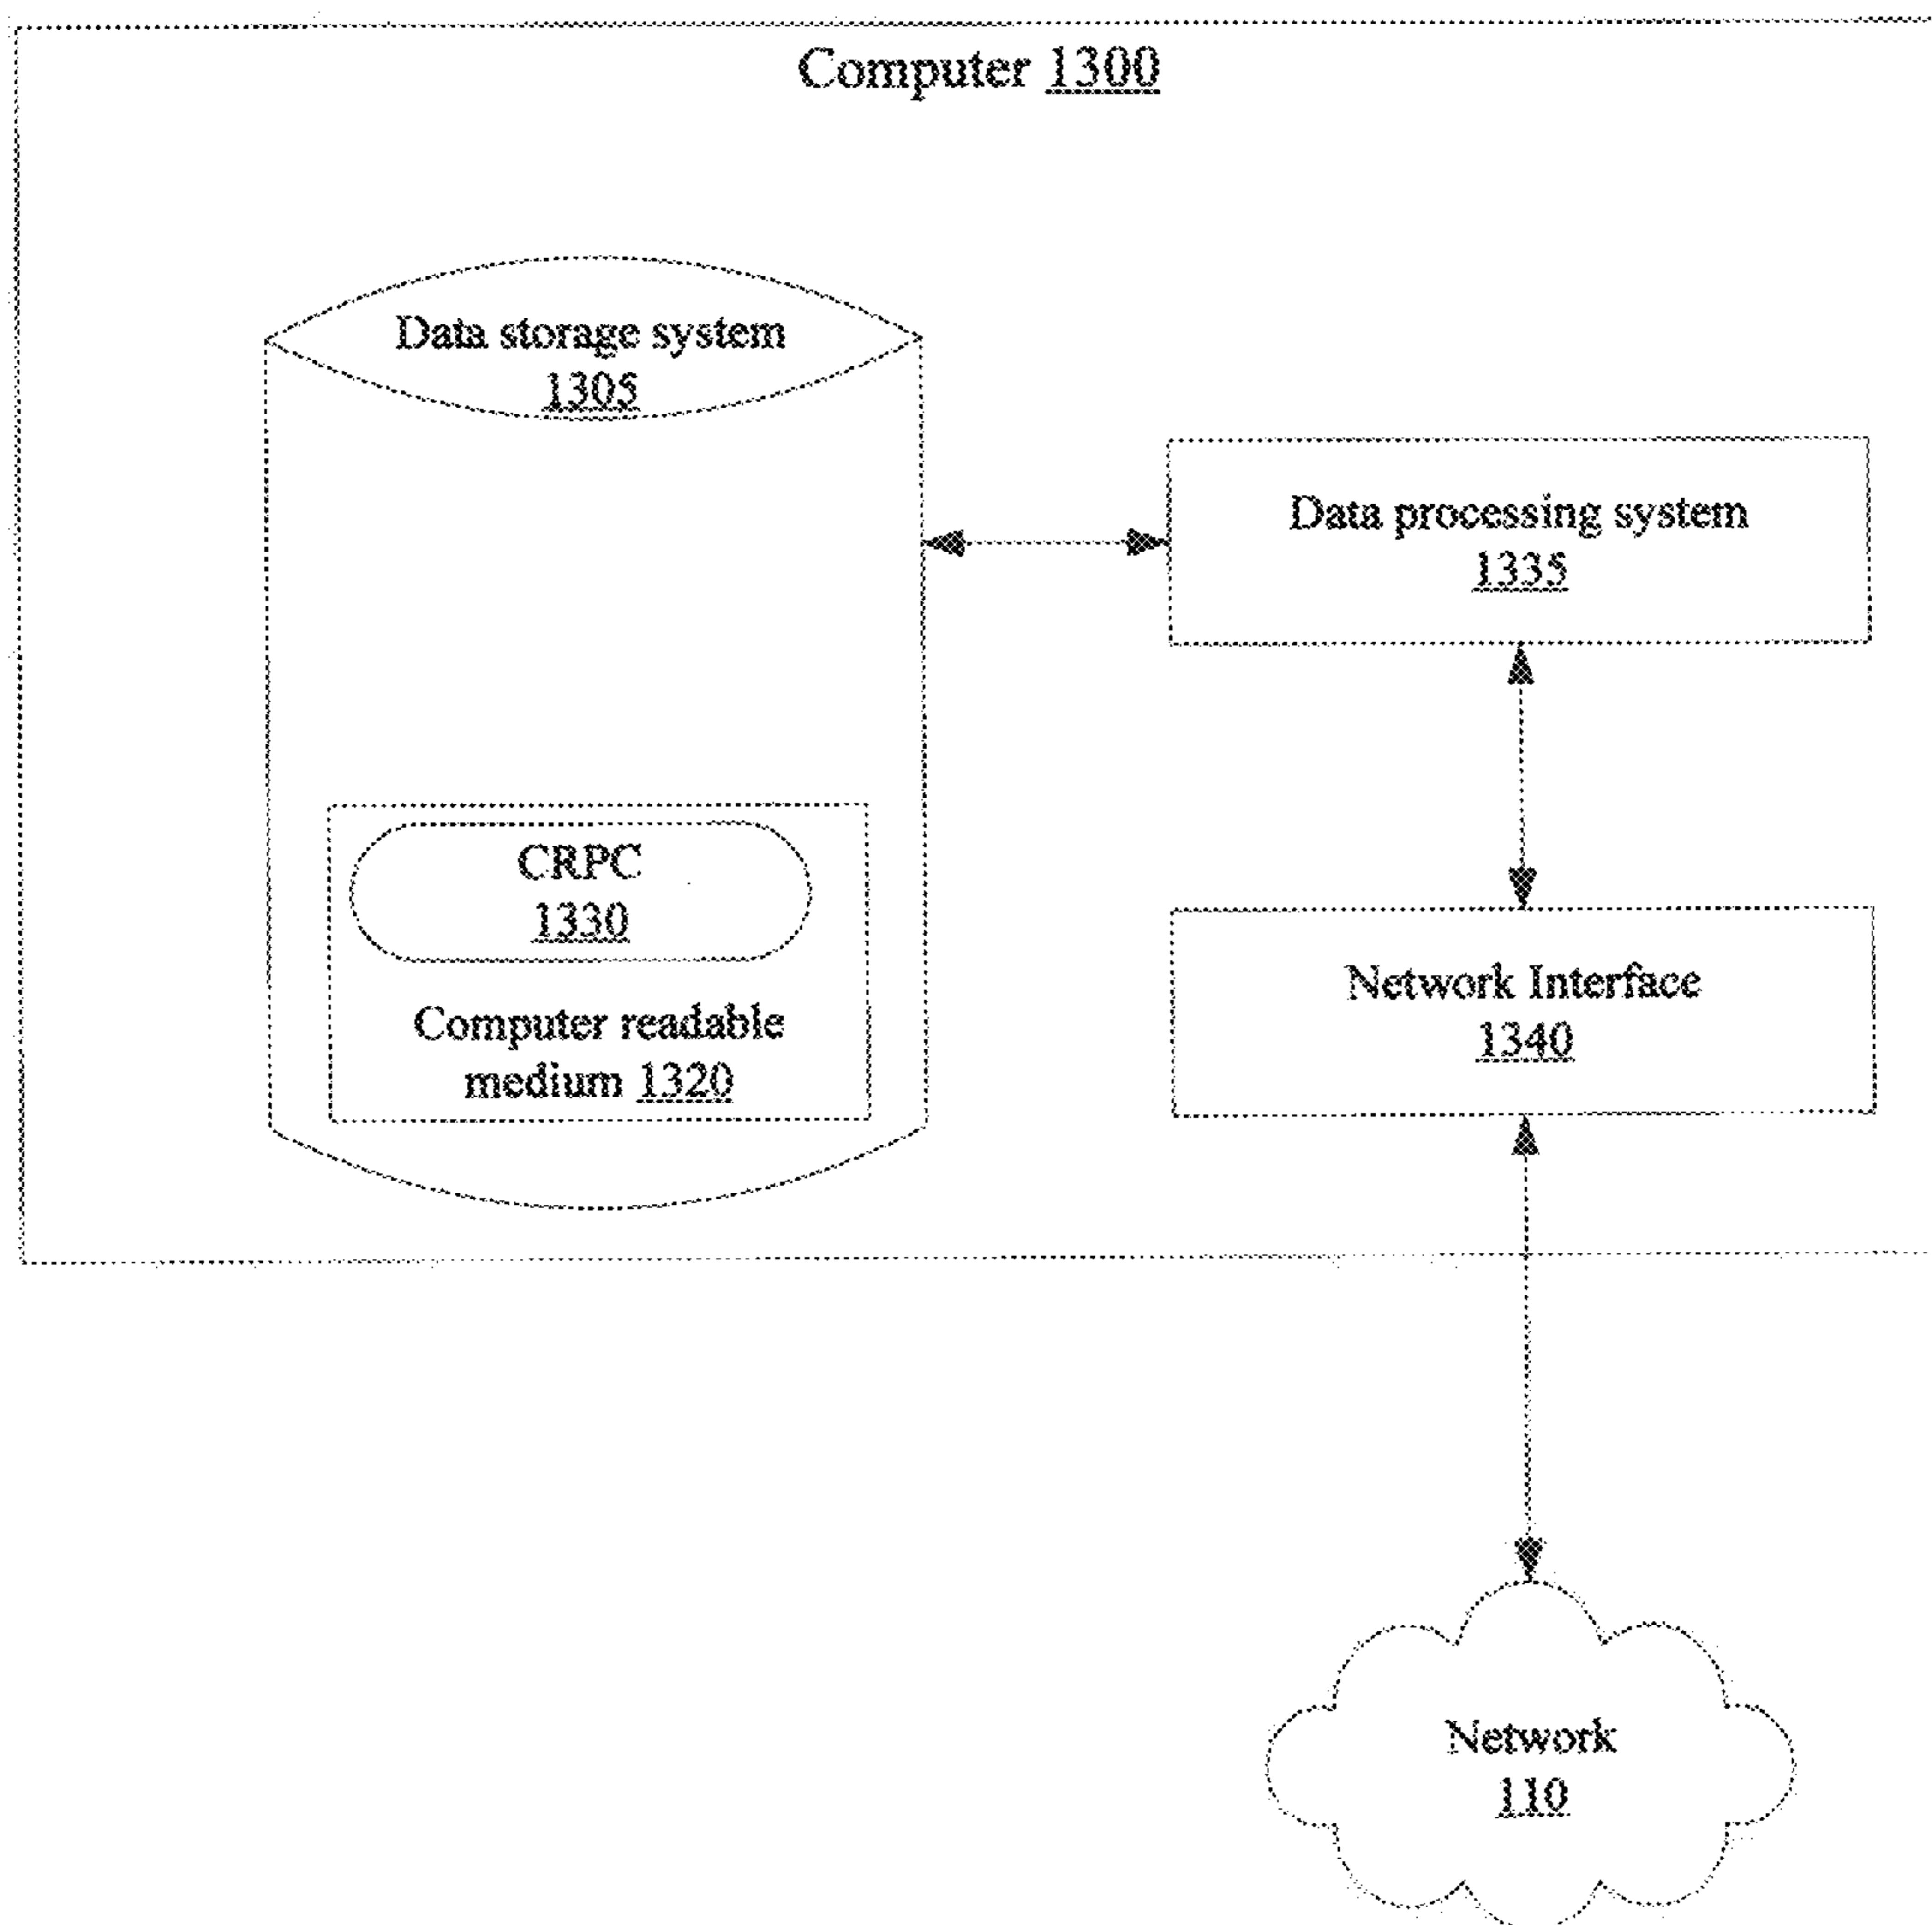 Computer 1300
Data storage system
1305
Data processing system
1335
CRPC
1330
Computer readable
medium 1320
Network Interface
1340
Network
110